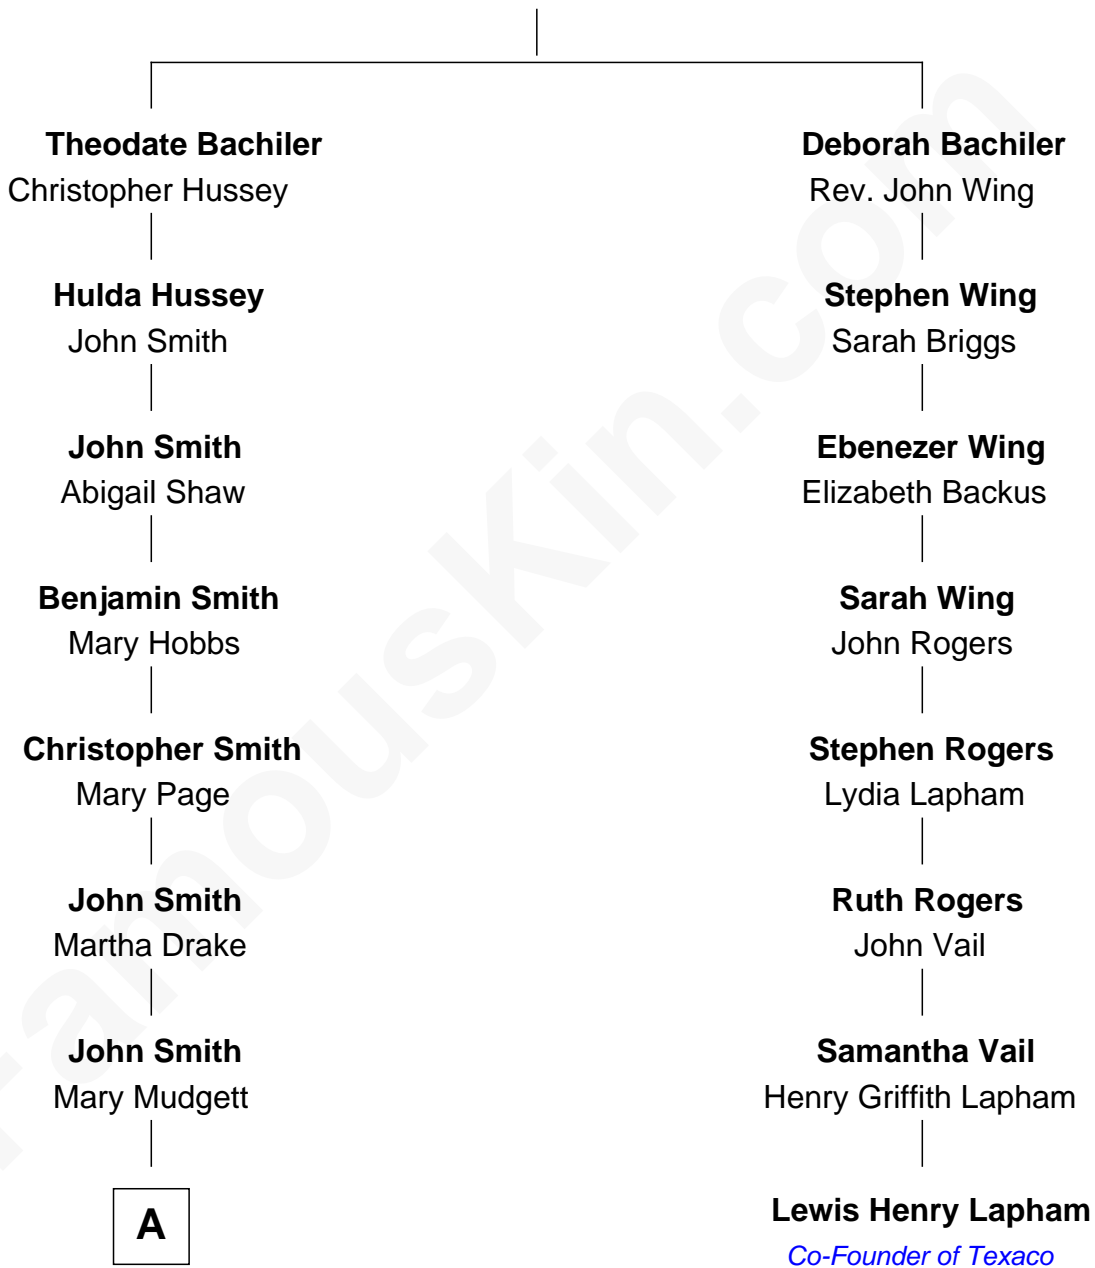 Theodate Bachiler
Christopher Hussey
Hulda Hussey
John Smith
John Smith
Abigail Shaw
Benjamin Smith
Mary Hobbs
Christopher Smith
Mary Page
John Smith
Martha Drake
John Smith
Mary Mudgett
A
Deborah Bachiler
Rev. John Wing
Stephen Wing
Sarah Briggs
Ebenezer Wing
Elizabeth Backus
Sarah Wing
John Rogers
Stephen Rogers
Lydia Lapham
Ruth Rogers
John Vail
Samantha Vail
Henry Griffith Lapham
Lewis Henry Lapham
Co-Founder of Texaco
FamousKin.com